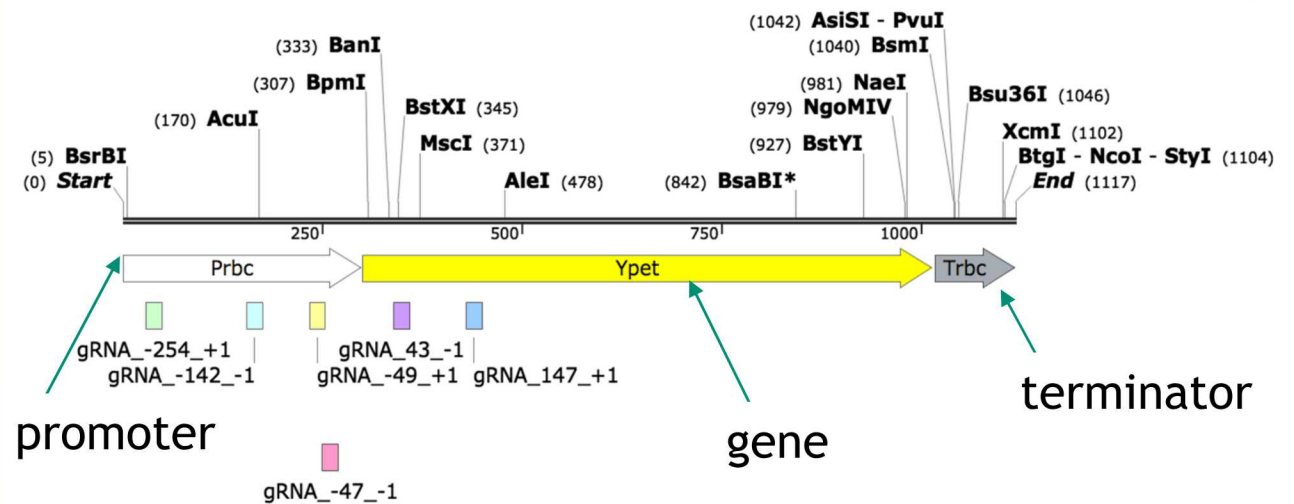 (1042) AsiSI - PvuI
(333) BanI
(1040) BsmI
(307) BpmI
(981) NaeI
Bsu36I (1046)
BstXI (345)
(979) NgoMIV
(170) AcuI
XcmI (1102)
MscI (371)
(927) BstYI
(5) BsrBI
BtgI - NcoI - StyI (1104)
(0) Start
AleI (478)
(842) BsaBI*
End (1117)
250 500 750 1000
Prbc Ypet Trbc
gRNA_-254_+1 gRNA_43_-1
gRNA_-142_-1 gRNA_-49_+1 gRNA_147_+1
terminator
promoter
gene
gRNA_-47_-1